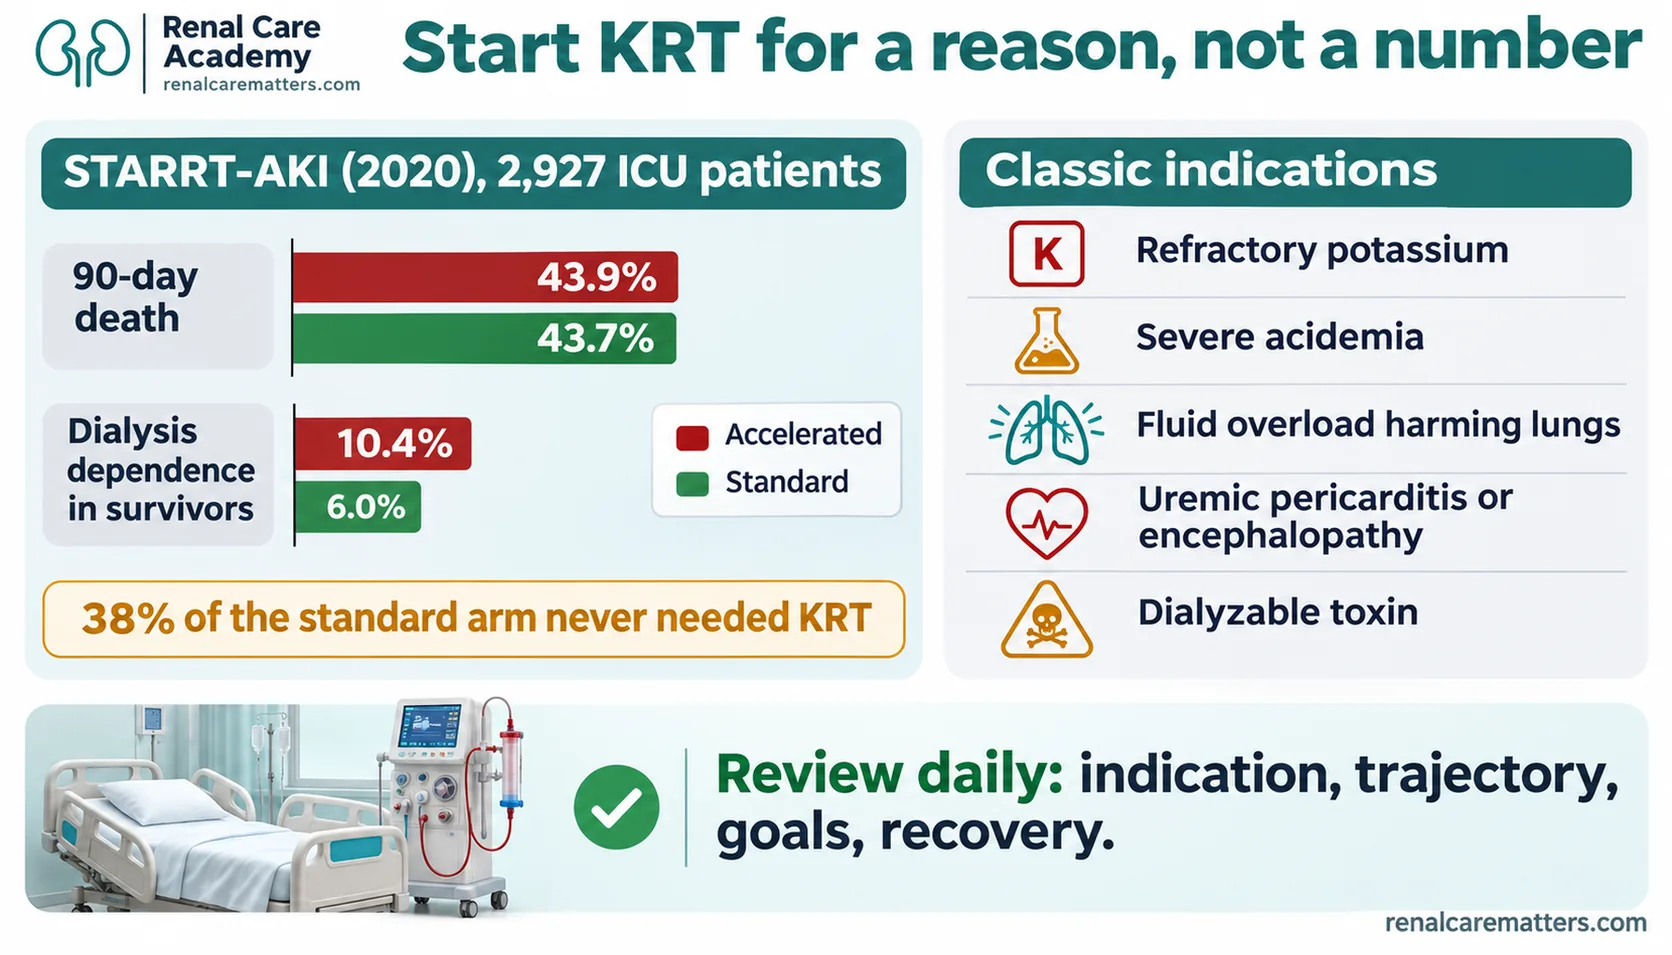 Renal Care
Academy
renalcarematters.com
Start KRT for a reason, not a number
STARRT-AKI (2020), 2,927 ICU patients
90-day
death
43.9%
43.7%
Dialysis
dependence
in survivors
10.4%
6.0%
Accelerated
Standard
38% of the standard arm never needed KRT
Classic indications
K
Refractory potassium
Severe acidemia
Fluid overload harming lungs
Uremic pericarditis or
encephalopathy
Dialyzable toxin
Review daily: indication, trajectory,
goals, recovery.
renalcarematters.com